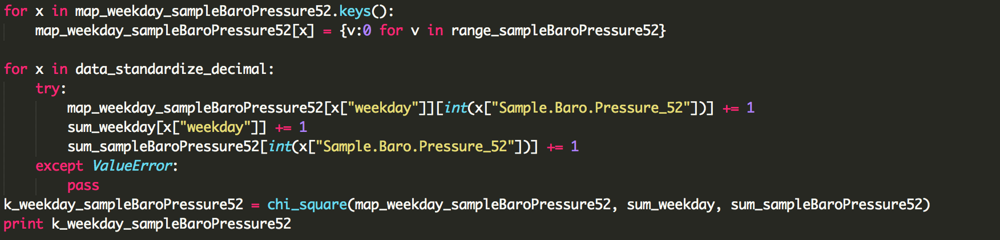 for x in map_weekday_sampleBaroPressure52.keys():
    map_weekday_sampleBaroPressure52[x] = {v:0 for v in range_sampleBaroPressure52}

for x in data_standardize_decimal:
    try:
        map_weekday_sampleBaroPressure52[x["weekday"]][int(x["Sample.Baro.Pressure_52"])] += 1
        sum_weekday[x["weekday"]] += 1
        sum_sampleBaroPressure52[int(x["Sample.Baro.Pressure_52"])] += 1
    except ValueError:
        pass
k_weekday_sampleBaroPressure52 = chi_square(map_weekday_sampleBaroPressure52, sum_weekday, sum_sampleBaroPressure52)
print k_weekday_sampleBaroPressure52